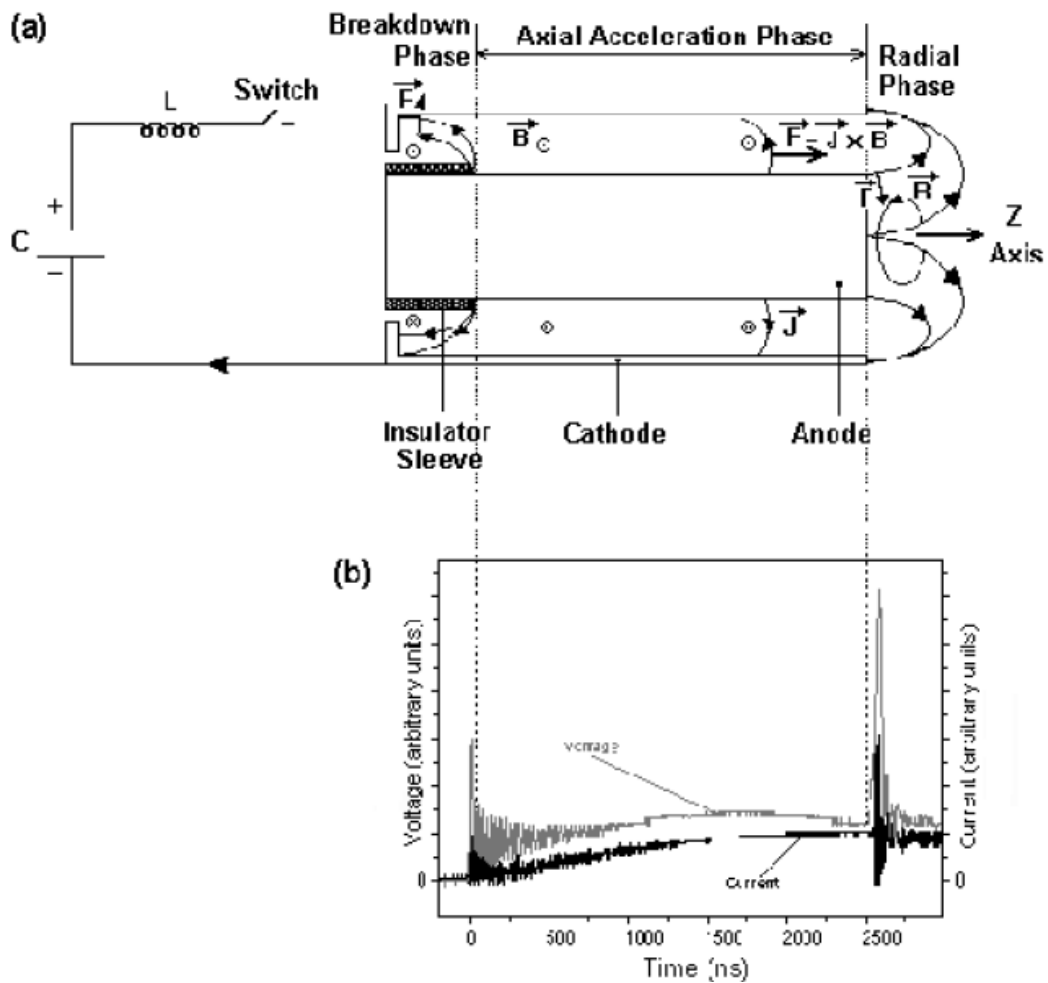 (a)
Breakdown
Phase
Axial Acceleration Phase
Radial
Phase
L
Switch
F
B
F = J × B
r
B
+
C
−
Z
Axis
J
Insulator
Sleeve
Cathode
Anode
(b)
Voltage (arbitrary units)
Current (arbitrary units)
Voltage
Current
0
0
0
500
1000
1500
2000
2500
Time (ns)